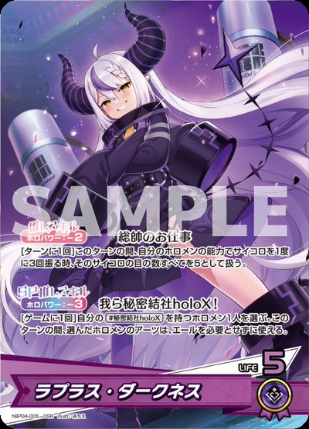 SAMPLE
推しスキル
ホロパワー:-2
総帥のお仕事
[ターンに1回]このターンの間、自分のホロメンの能力でサイコロを1度
に3回振る時、そのサイコロの目の数すべてを5として扱う。
SP推しスキル
ホロパワー:-3
我ら秘密結社holoX!
[ゲームに1回]自分の #秘密結社holoX を持つホロメン1人を選ぶ。この
ターンの間、選んだホロメンのアーツは、エールを必要とせずに使える。
LIFE 5
ラプラス・ダークネス